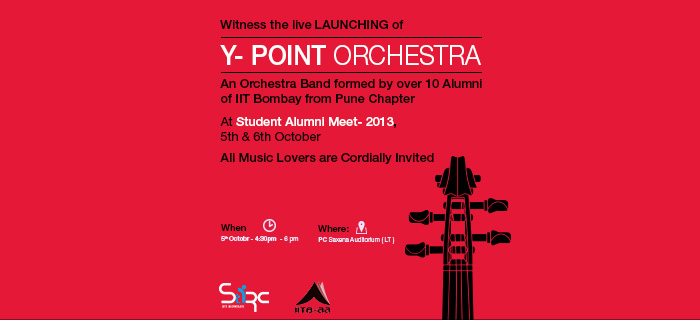 Witness the live LAUNCHING of
Y- POINT ORCHESTRA
An Orchestra Band formed by over 10 Alumni
of IIT Bombay from Pune Chapter
At Student Alumni Meet- 2013,
5th & 6th October
All Music Lovers are Cordially Invited
When
5th Octobr - 4:30pm - 6 pm
Where:
PC Saxena Auditorium ( LT )
SARC
IIT BOMBAY
IITB-aa